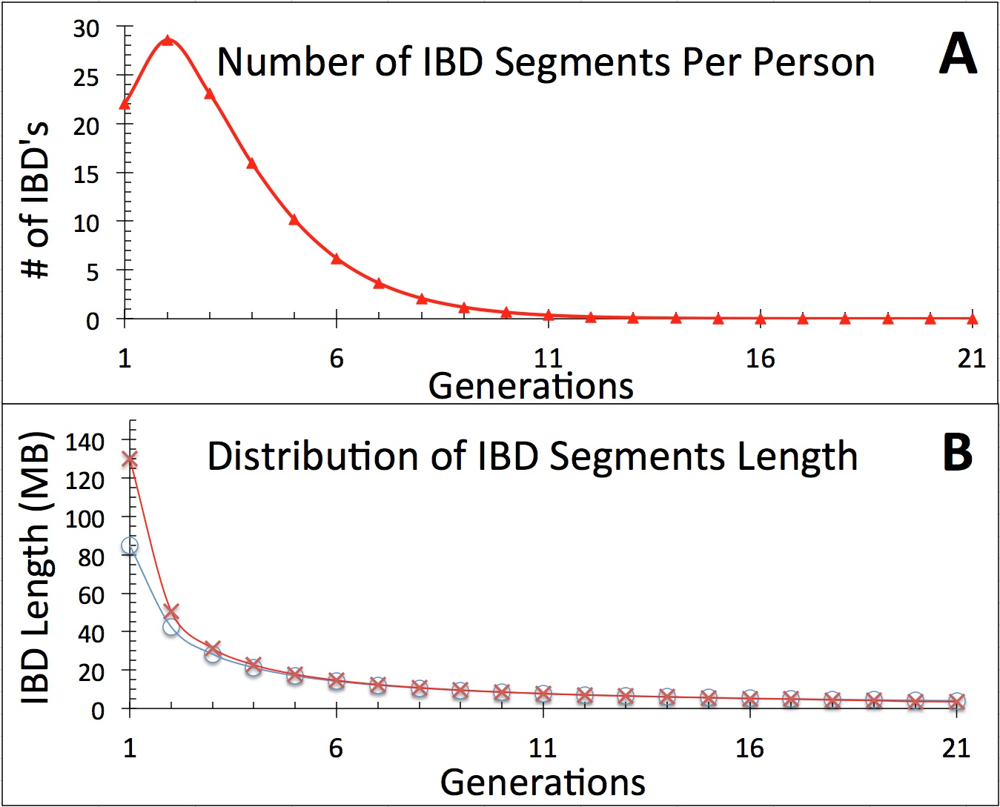 Number of IBD Segments Per Person
A
# of IBD's
30
25
20
15
10
5
0
1 6 11 16 21
Generations
Distribution of IBD Segments Length
B
IBD Length (MB)
140
120
100
80
60
40
20
0
1 6 11 16 21
Generations